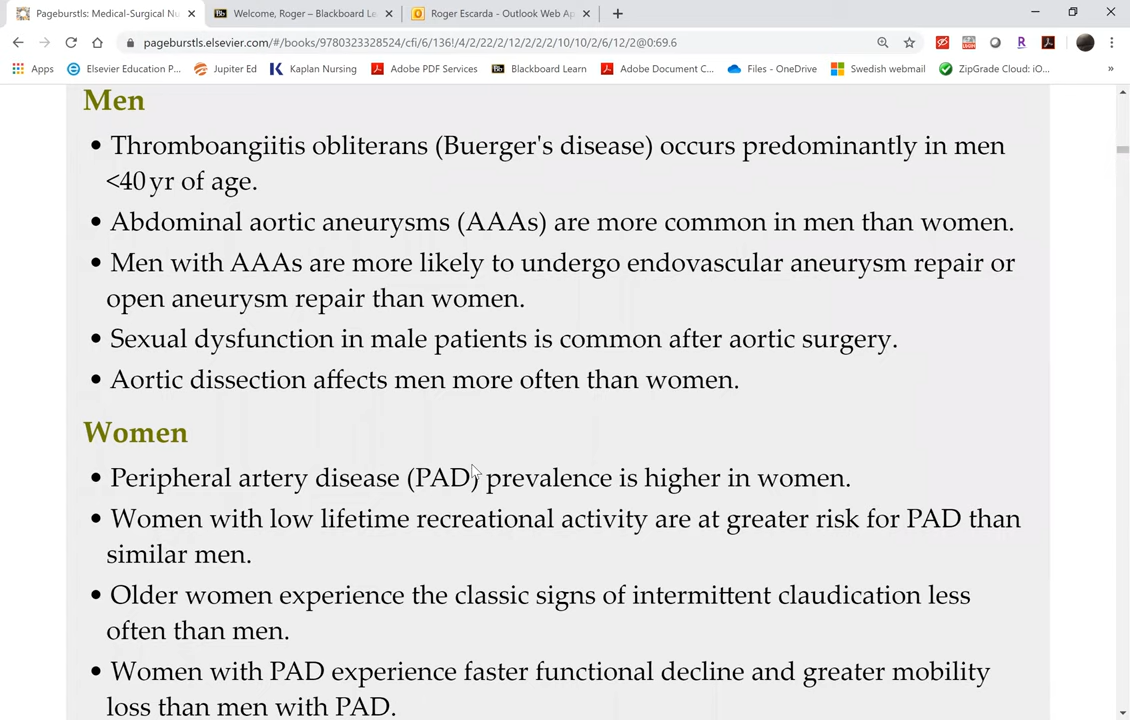 Pageburstls: Medical-Surgical Nu
Welcome, Roger – Blackboard Le
Roger Escarda - Outlook Web Ap
pageburstls.elsevier.com/#/books/9780323328524/cfi/6/136!/4/2/22/2/12/2/2/2/10/10/2/6/12/2@0:69.6
Apps Elsevier Education P... Jupiter Ed Kaplan Nursing Adobe PDF Services Bb Blackboard Learn Adobe Document C... Files - OneDrive Swedish webmail ZipGrade Cloud: iO... »
Men
• Thromboangiitis obliterans (Buerger's disease) occurs predominantly in men
<40 yr of age.
• Abdominal aortic aneurysms (AAAs) are more common in men than women.
• Men with AAAs are more likely to undergo endovascular aneurysm repair or
open aneurysm repair than women.
• Sexual dysfunction in male patients is common after aortic surgery.
• Aortic dissection affects men more often than women.
Women
• Peripheral artery disease (PAD) prevalence is higher in women.
• Women with low lifetime recreational activity are at greater risk for PAD than
similar men.
• Older women experience the classic signs of intermittent claudication less
often than men.
• Women with PAD experience faster functional decline and greater mobility
loss than men with PAD.